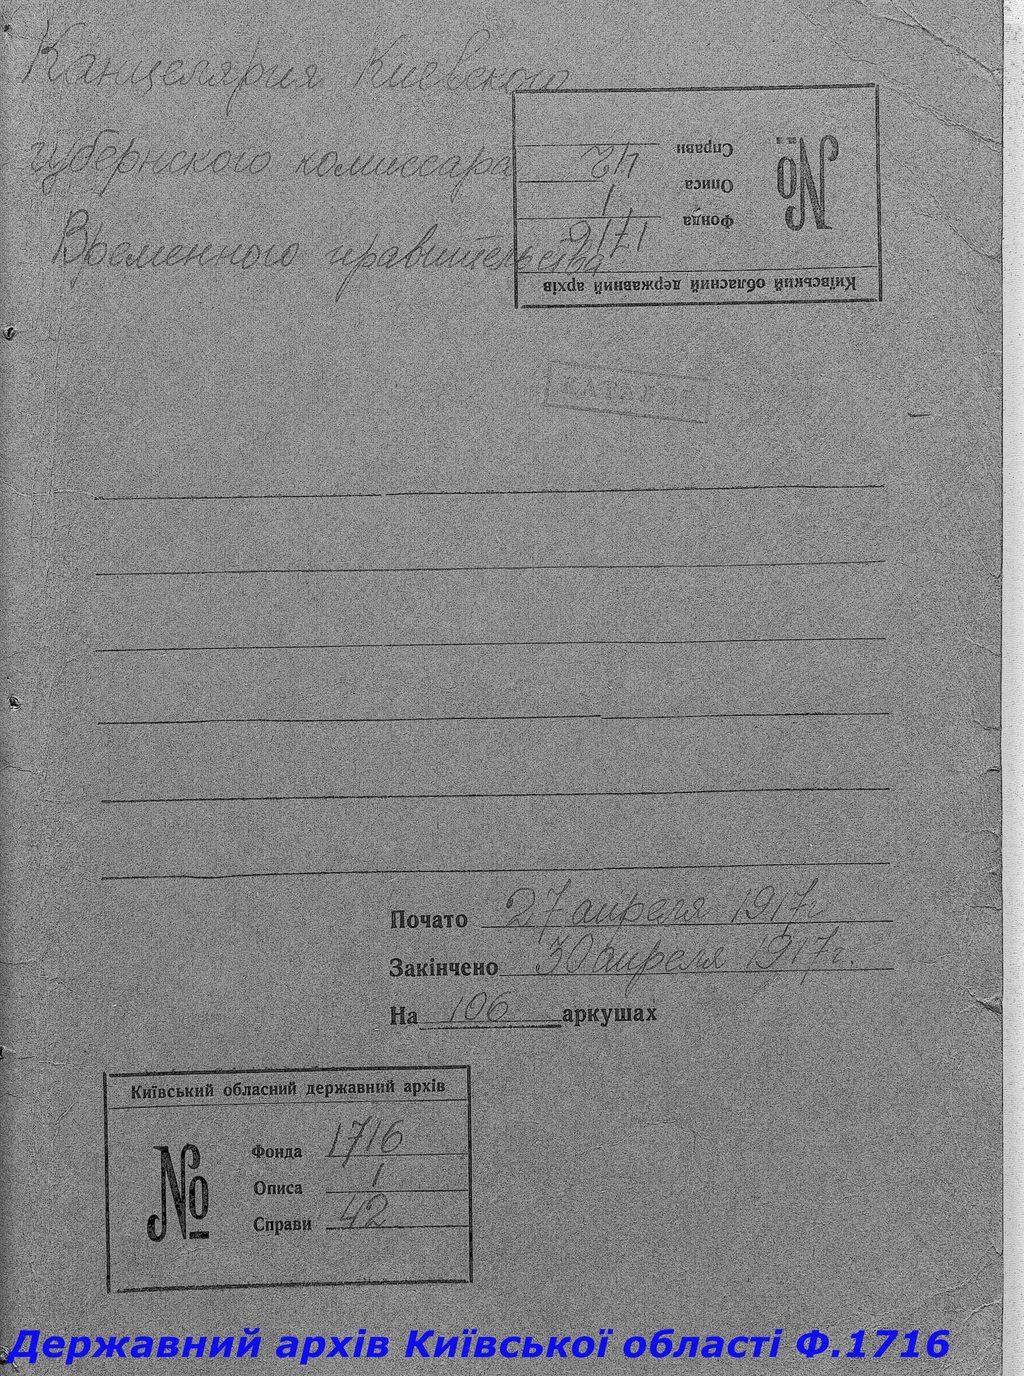 Канцелярия Киевского
губернского комиссара
Временного правительства
Київський обласний державний архів
№
Фонда 1716
Описа 1
Справи 42
КАТАЛОГ
Почато 27 апреля 1917г
Закінчено 30 апреля 1917г.
На 106 аркушах
Київський обласний державний архів
№
Фонда 1716
Описа 1
Справи 42
Державний архів Київської області Ф.1716